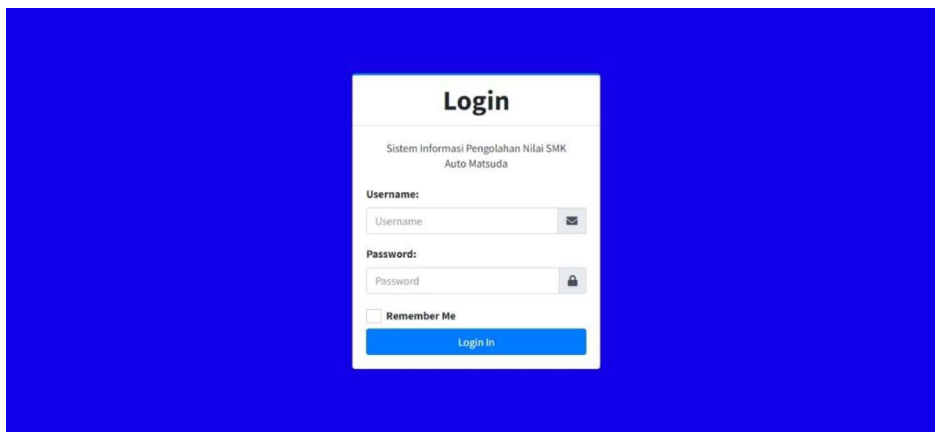 Login
Sistem Informasi Pengolahan Nilai SMK
Auto Matsuda
Username:
Username
Password:
Password
Remember Me
Login In